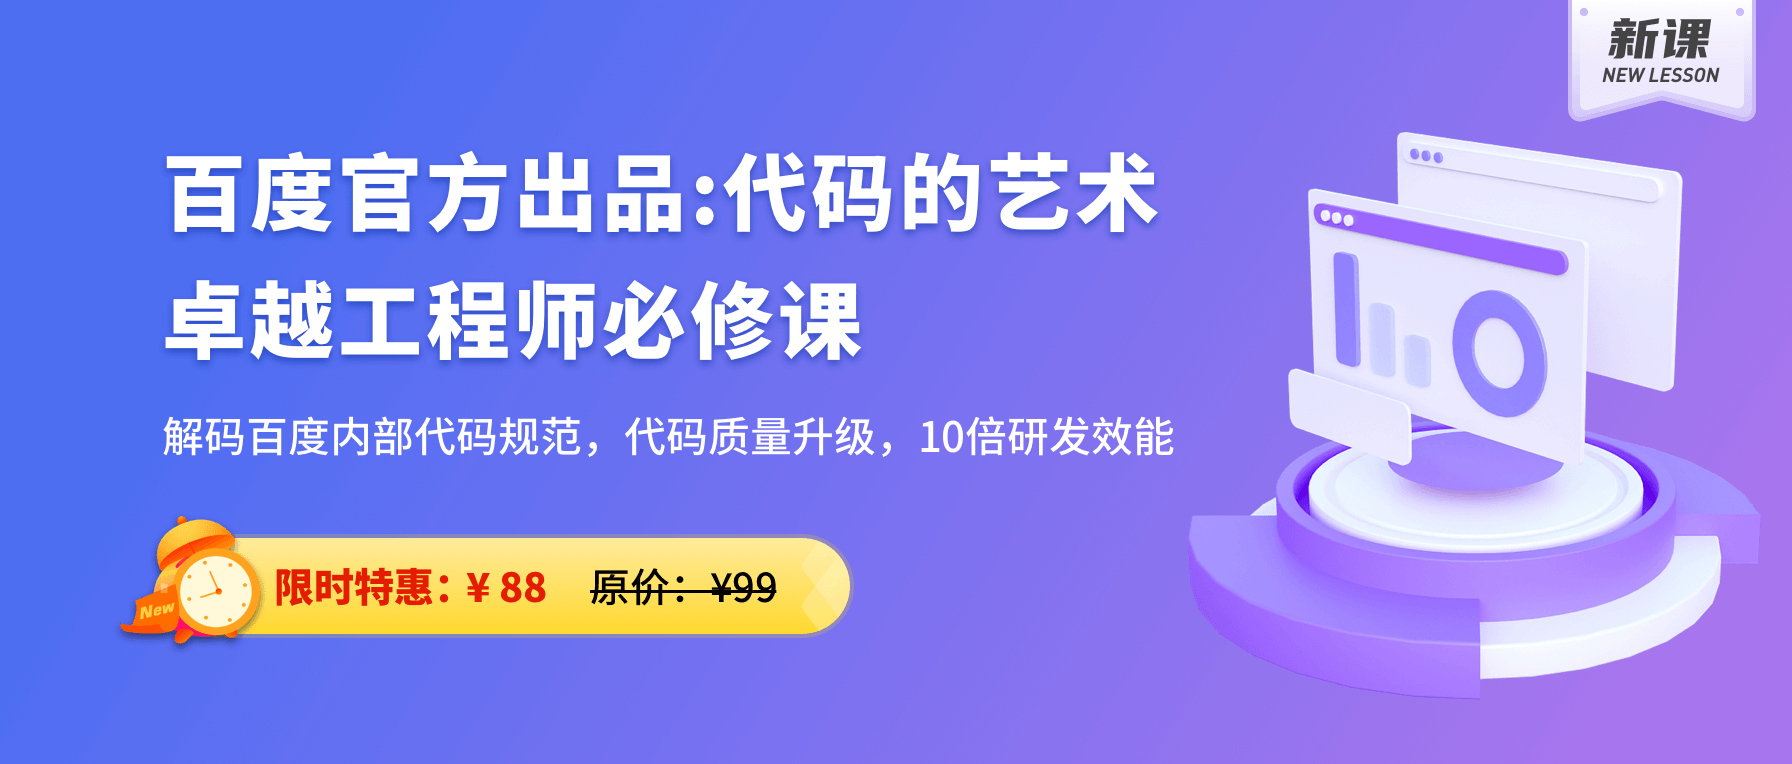 新课
NEW LESSON
百度官方出品:代码的艺术
卓越工程师必修课
解码百度内部代码规范，代码质量升级，10倍研发效能
New
限时特惠：¥ 88 原价：¥99